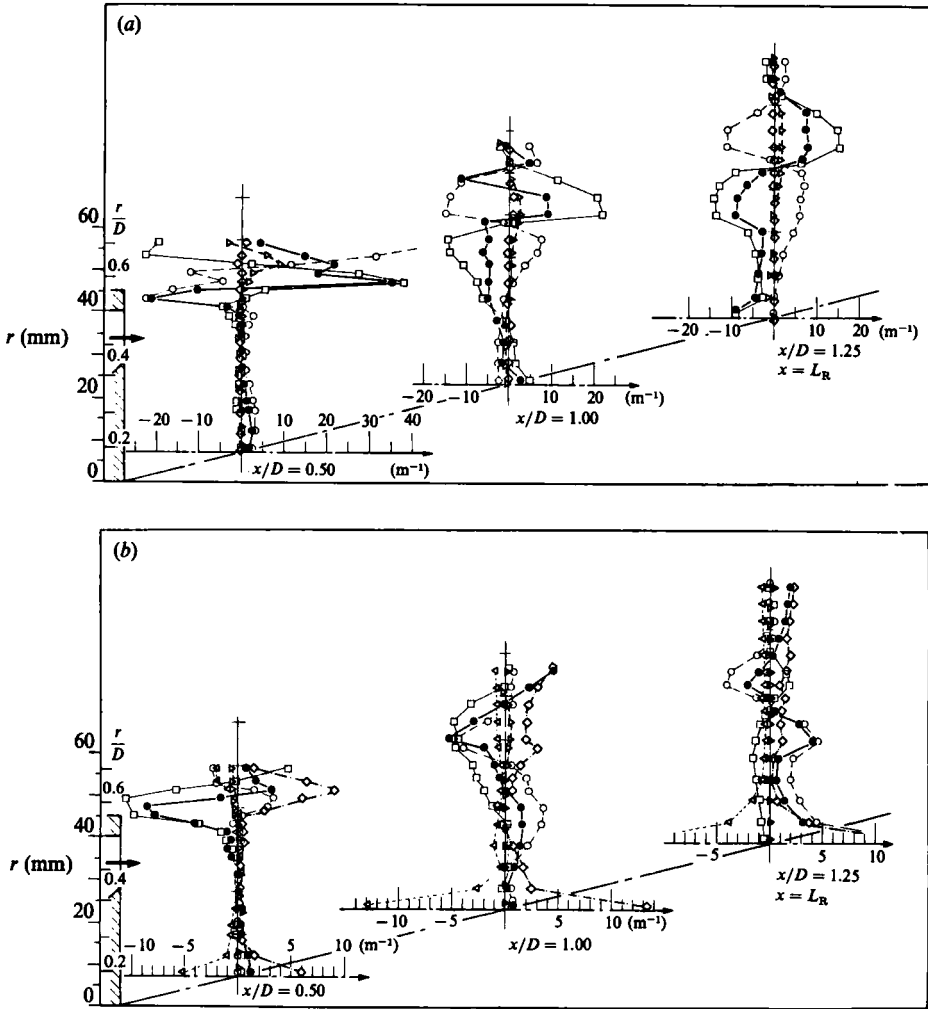 (a)
60 r/D
0.6
40
r (mm)
0.4
20
0.2
0
−20 −10 10 20 30 40
x/D = 0.50 (m⁻¹)
−20 −10 10 20 (m⁻¹)
x/D = 1.00
−20 −10 10 20 (m⁻¹)
x/D = 1.25
x = L_R
(b)
60 r/D
0.6
40
r (mm)
0.4
20
0.2
0
−10 −5 5 10 (m⁻¹)
x/D = 0.50
−10 −5 5 10 (m⁻¹)
x/D = 1.00
−5 5 10
(m⁻¹)
x/D = 1.25
x = L_R